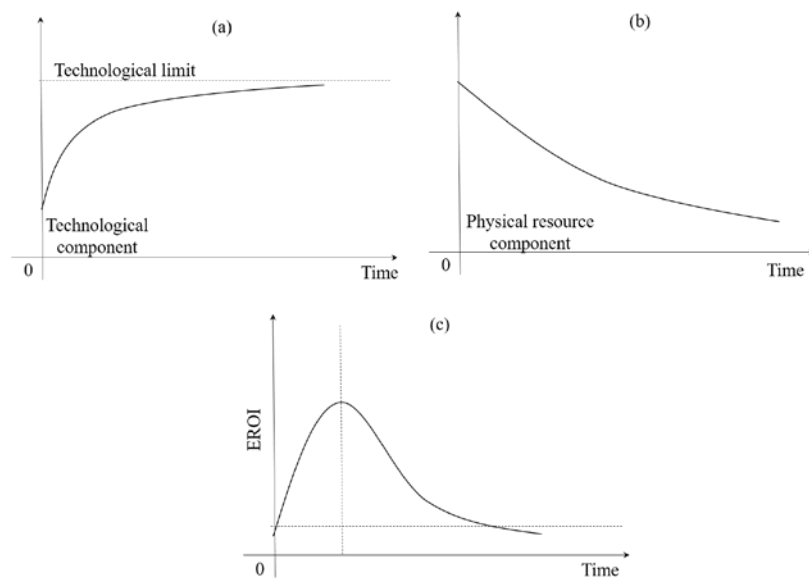 (a)
Technological limit
Technological
component
0
Time
(b)
Physical resource
component
0
Time
(c)
EROI
0
Time